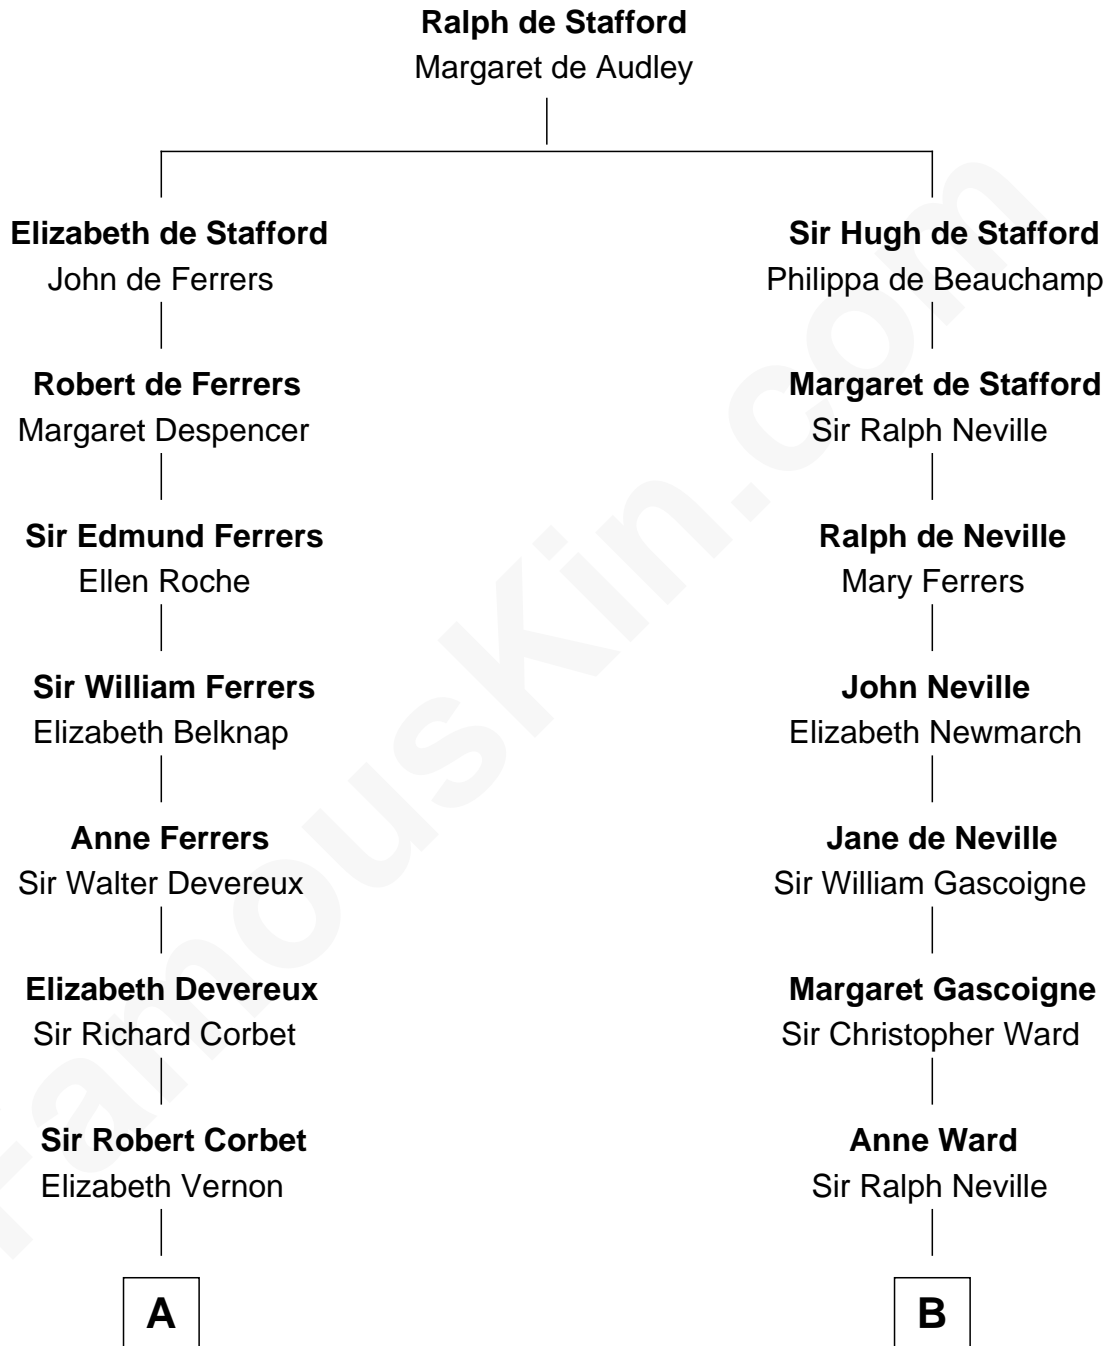 Ralph de Stafford
Margaret de Audley
Elizabeth de Stafford
John de Ferrers
Sir Hugh de Stafford
Philippa de Beauchamp
Robert de Ferrers
Margaret Despencer
Margaret de Stafford
Sir Ralph Neville
Sir Edmund Ferrers
Ellen Roche
Ralph de Neville
Mary Ferrers
Sir William Ferrers
Elizabeth Belknap
John Neville
Elizabeth Newmarch
Anne Ferrers
Sir Walter Devereux
Jane de Neville
Sir William Gascoigne
Elizabeth Devereux
Sir Richard Corbet
Margaret Gascoigne
Sir Christopher Ward
Sir Robert Corbet
Elizabeth Vernon
Anne Ward
Sir Ralph Neville
A
B
FamousKin.com